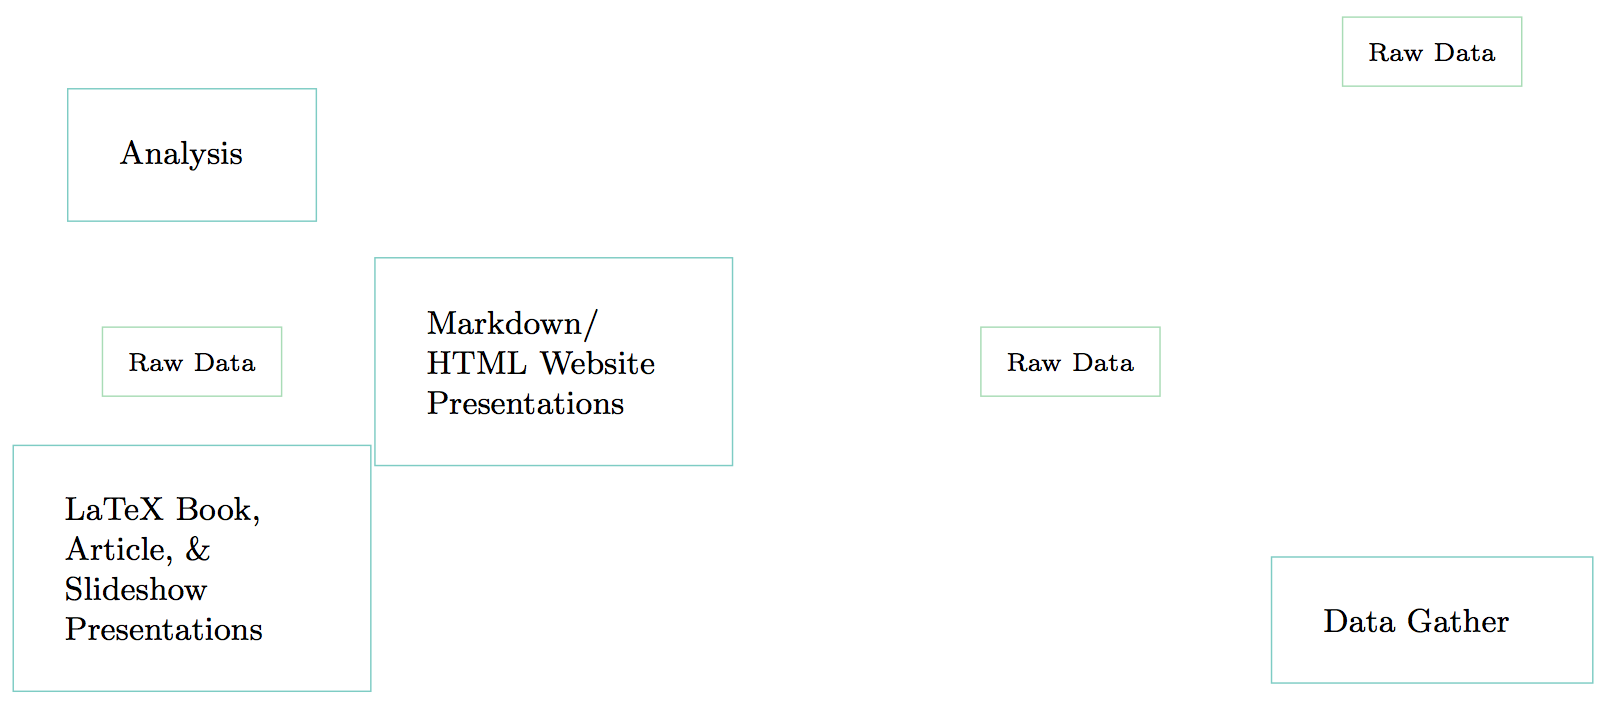 Raw Data
Analysis
Markdown/
HTML Website
Presentations
Raw Data
Raw Data
LaTeX Book,
Article, &
Slideshow
Presentations
Data Gather